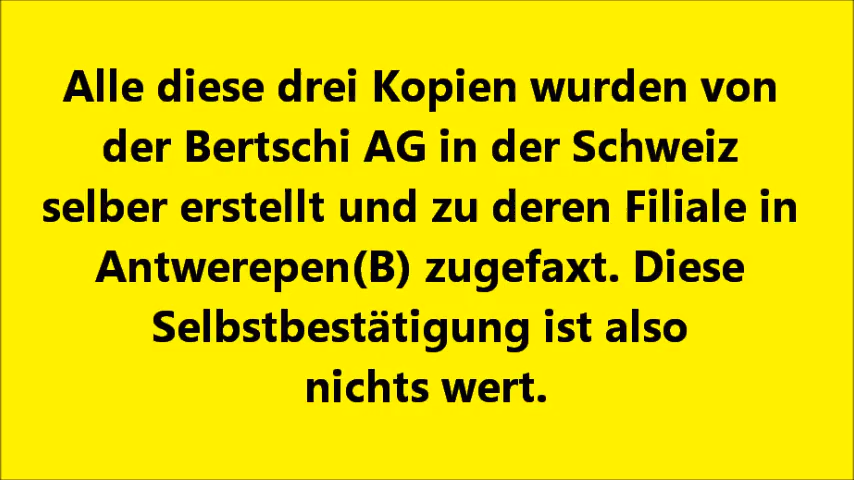 Alle diese drei Kopien wurden von
der Bertschi AG in der Schweiz
selber erstellt und zu deren Filiale in
Antwerepen(B) zugefaxt. Diese
Selbstbestätigung ist also
nichts wert.